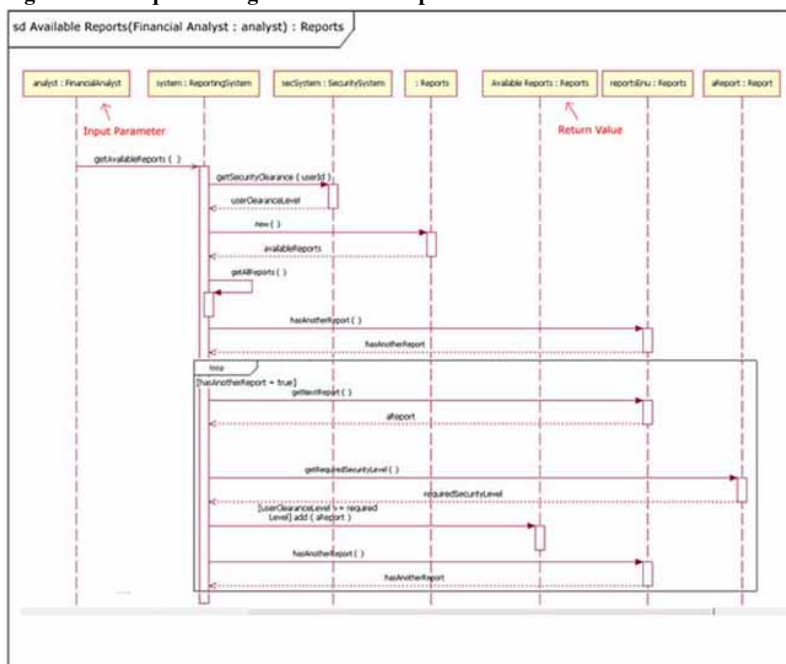 sd Available Reports(Financial Analyst : analyst) : Reports
analyst : FinancialAnalyst
system : ReportingSystem
secSystem : SecuritySystem
: Reports
Available Reports : Reports
reportsEnu : Reports
aReport : Report
Input Parameter
Return Value
getAvailableReports ( )
getSecurityClearance ( userId )
userClearanceLevel
new ( )
availableReports
getAllReports ( )
hasAnotherReport ( )
hasAnotherReport
loop
[hasAnotherReport = true]
getNextReport ( )
aReport
getRequiredSecurityLevel ( )
requiredSecurityLevel
[userClearanceLevel >= required
Level] add ( aReport )
hasAnotherReport ( )
hasAnotherReport